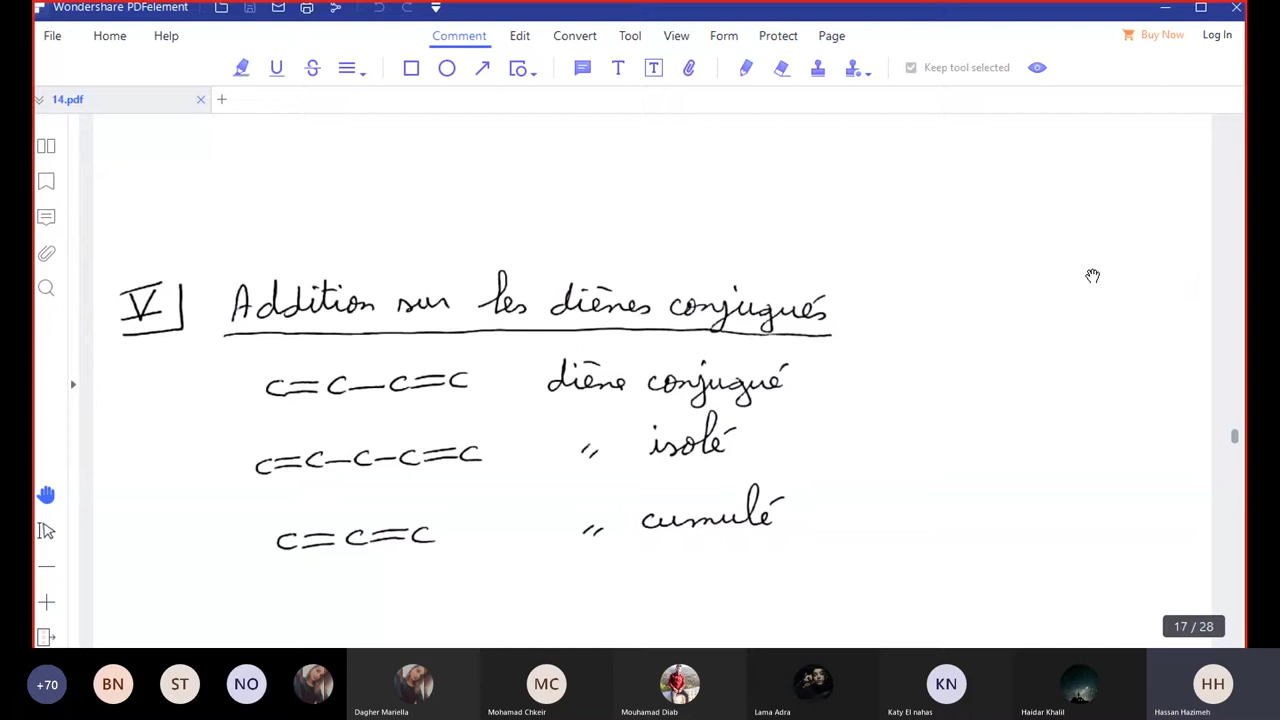 Wondershare PDFelement
File Home Help Comment Edit Convert Tool View Form Protect Page Buy Now Log In
Keep tool selected
14.pdf
V] Addition sur les diènes conjugués
C=C-C=C diène conjugué
C=C-C-C=C " isolé
C=C=C " cumulé
17 / 28
+70 BN ST NO MC KN HH
Dagher Mariella Mohamad Chkeir Mouhamad Diab Lama Adra Katy El nahas Haidar Khalil Hassan Hazimeh